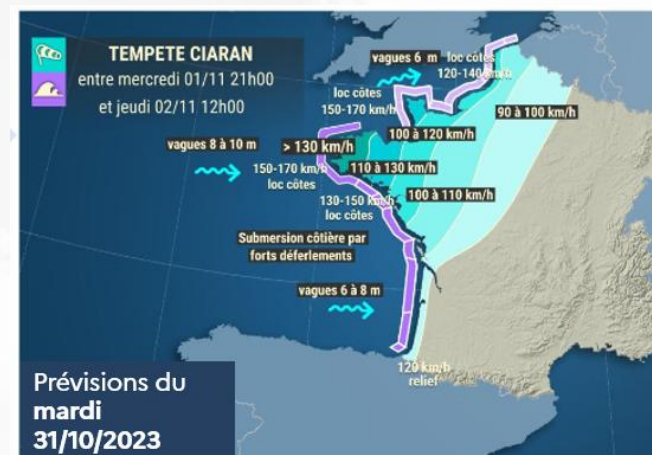 TEMPETE CIARAN
entre mercredi 01/11 21h00
et jeudi 02/11 12h00
vagues 6 m
loc côtes
120-140 km/h
loc côtes
150-170 km/h
90 à 100 km/h
100 à 120 km/h
vagues 8 à 10 m
> 130 km/h
150-170 km/h
loc côtes
110 à 130 km/h
130-150 km/h
loc côtes
100 à 110 km/h
Submersion côtière par
forts déferlements
vagues 6 à 8 m
120 km/h
relief
Prévisions du
mardi
31/10/2023